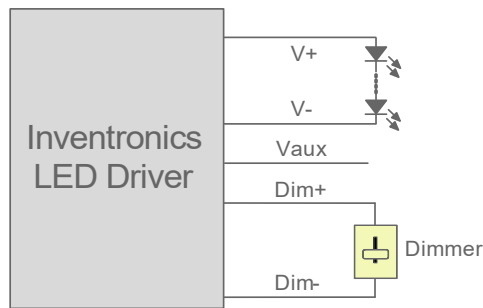 Inventronics
LED Driver
V+
V-
Vaux
Dim+
Dimmer
Dim-